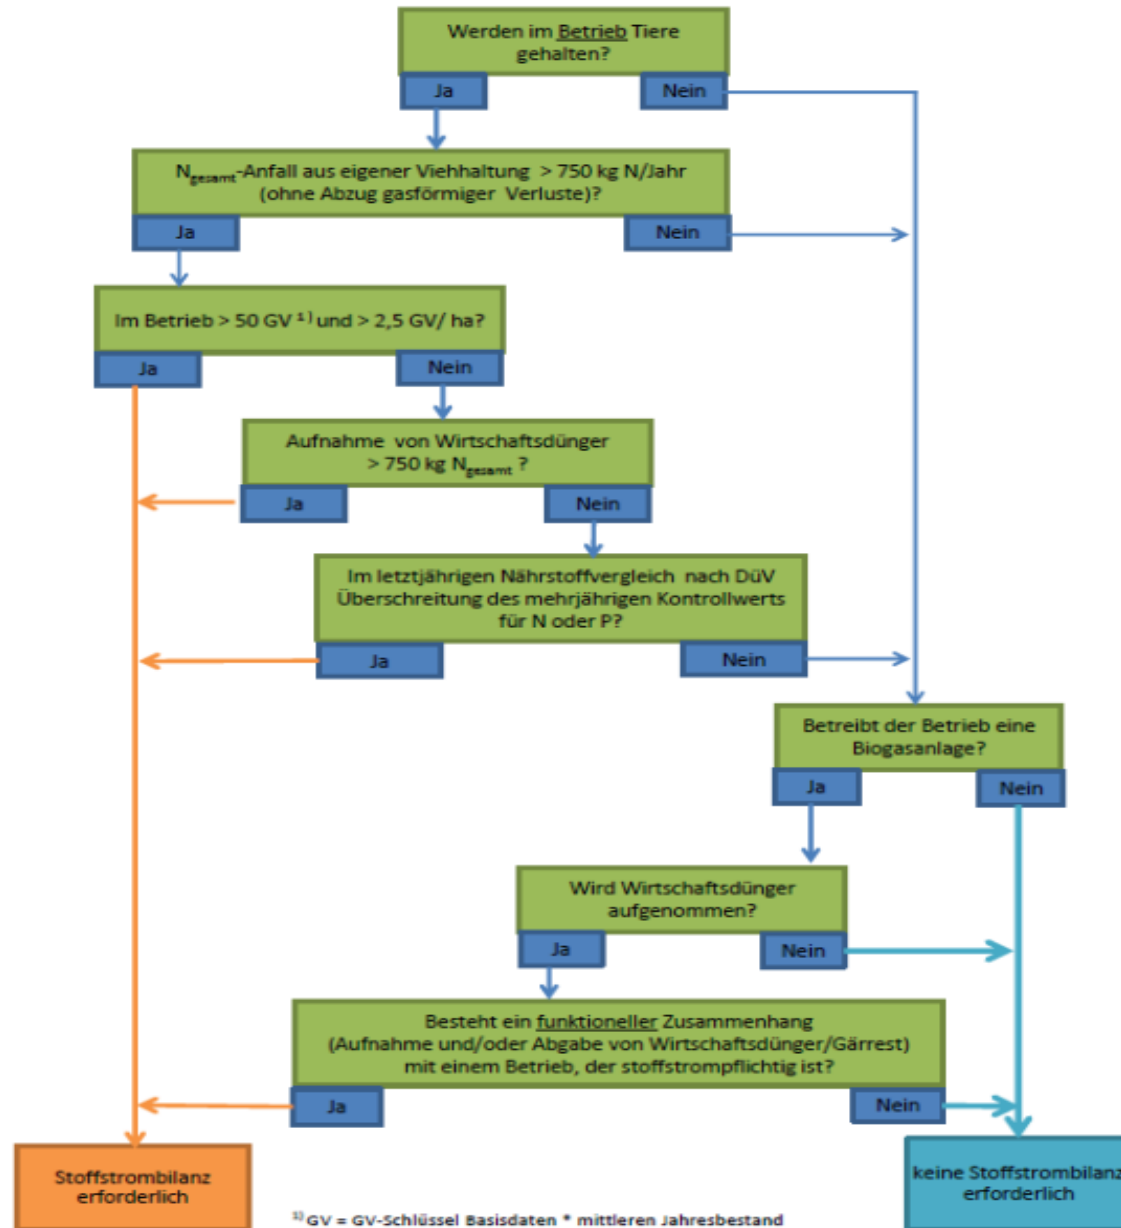 Werden im Betrieb Tiere
gehalten?
Ja
Nein
Ngesamt-Anfall aus eigener Viehhaltung > 750 kg N/Jahr
(ohne Abzug gasförmiger Verluste)?
Ja
Nein
Im Betrieb > 50 GV 1) und > 2,5 GV/ ha?
Ja
Nein
Aufnahme von Wirtschaftsdünger
> 750 kg Ngesamt ?
Ja
Nein
Im letztjährigen Nährstoffvergleich nach DüV
Überschreitung des mehrjährigen Kontrollwerts
für N oder P?
Ja
Nein
Betreibt der Betrieb eine
Biogasanlage?
Ja
Nein
Wird Wirtschaftsdünger
aufgenommen?
Ja
Nein
Besteht ein funktioneller Zusammenhang
(Aufnahme und/oder Abgabe von Wirtschaftsdünger/Gärrest)
mit einem Betrieb, der stoffstrompflichtig ist?
Ja
Nein
Stoffstrombilanz
erforderlich
keine Stoffstrombilanz
erforderlich
1) GV = GV-Schlüssel Basisdaten * mittleren Jahresbestand